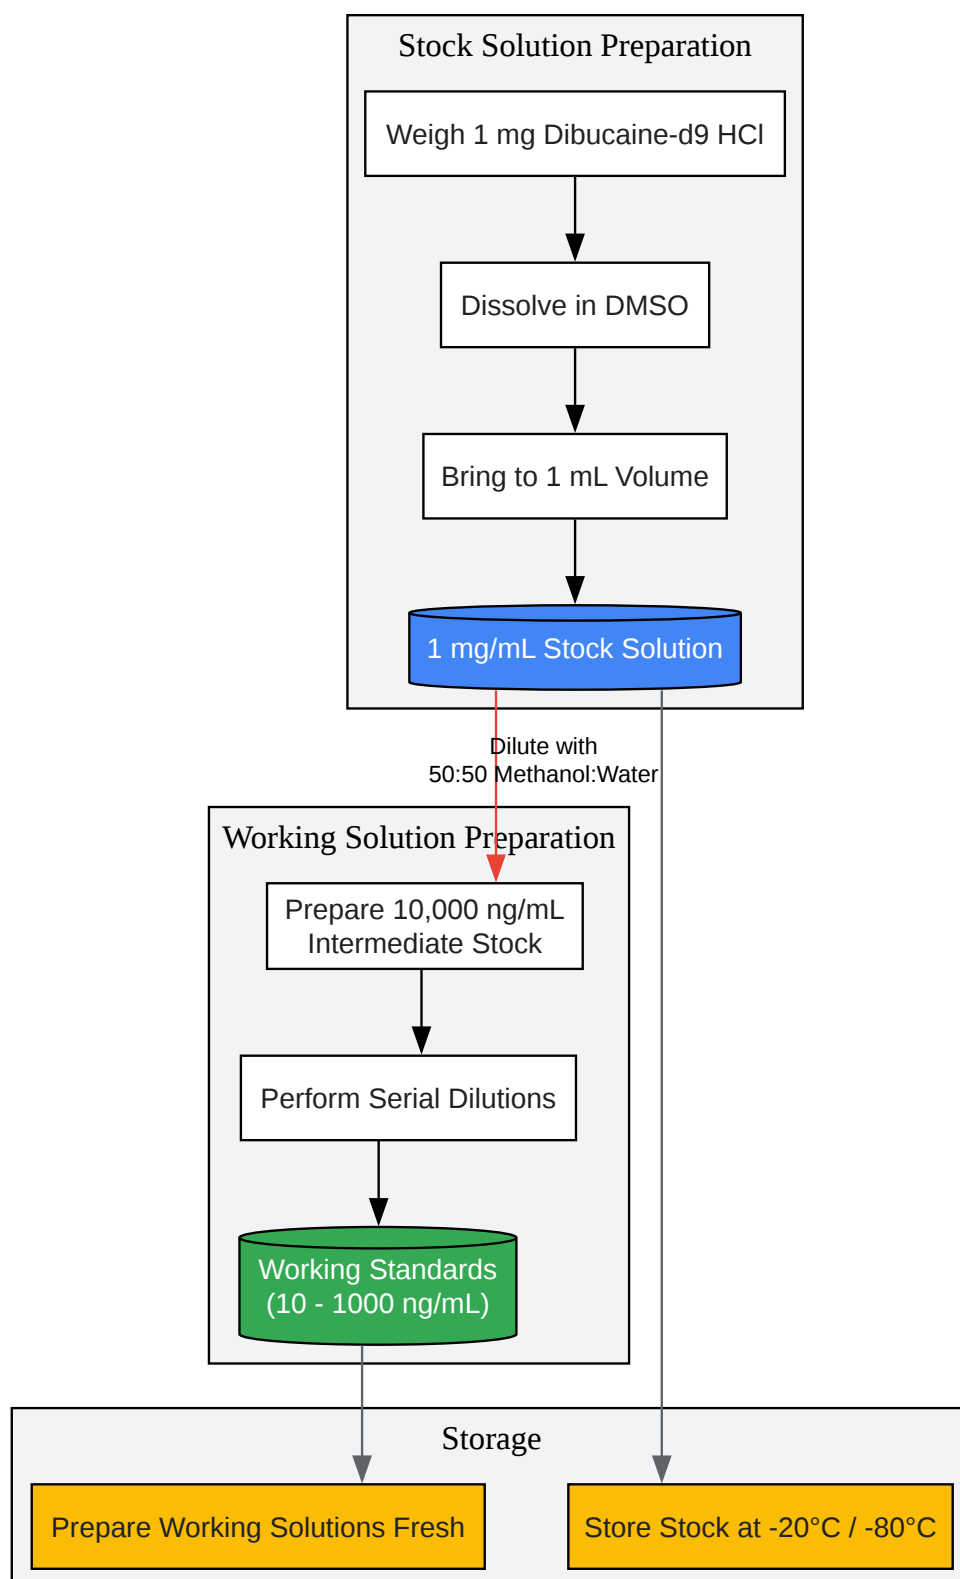 Stock Solution Preparation
Weigh 1 mg Dibucaine-d9 HCl
Dissolve in DMSO
Bring to 1 mL Volume
1 mg/mL Stock Solution
Dilute with
50:50 Methanol:Water
Working Solution Preparation
Prepare 10,000 ng/mL
Intermediate Stock
Perform Serial Dilutions
Working Standards
(10 - 1000 ng/mL)
Storage
Prepare Working Solutions Fresh
Store Stock at -20°C / -80°C